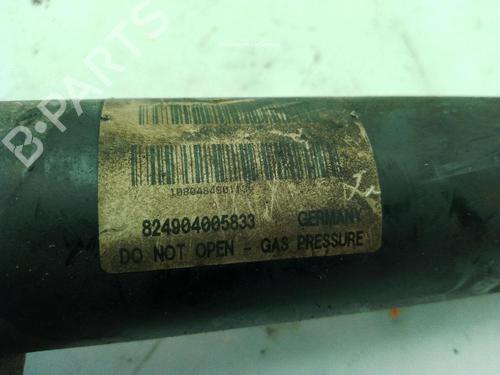 B-PARTS
824904005833 GERMANY
DO NOT OPEN - GAS PRESSURE